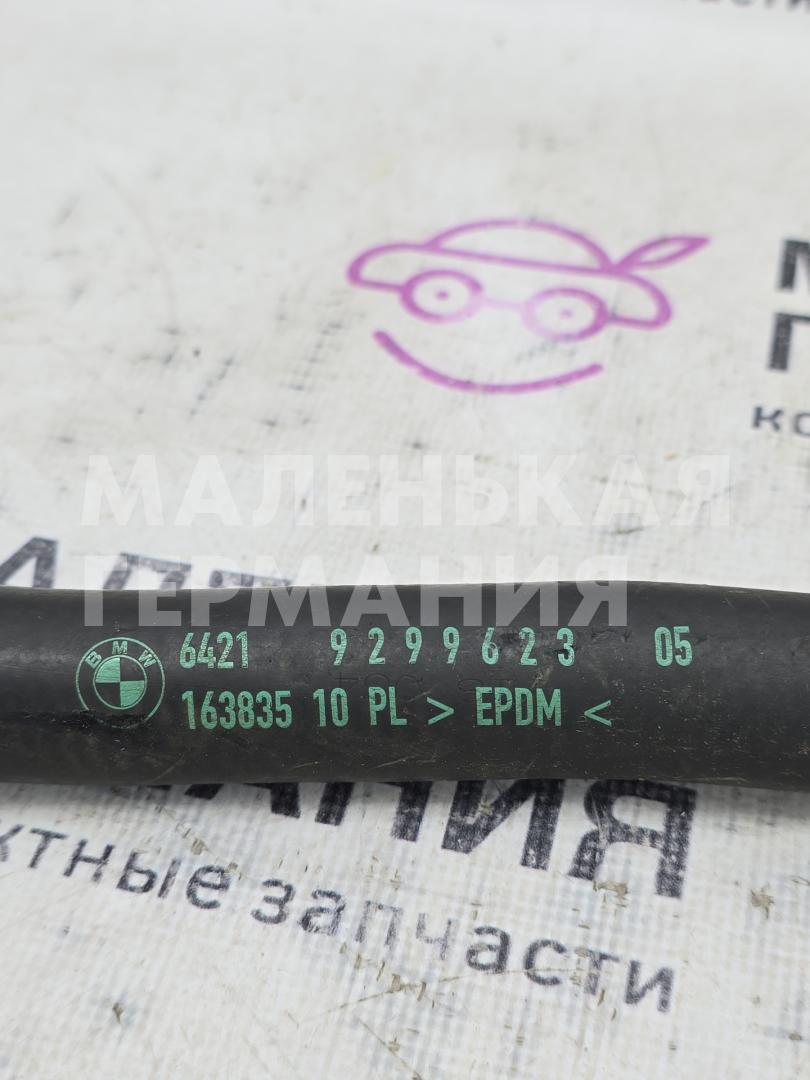 МАЛЕНЬКАЯ
ГЕРМАНИЯ
BMW 6421 9299623 05
163835 10 PL > EPDM <
ктные запчасти